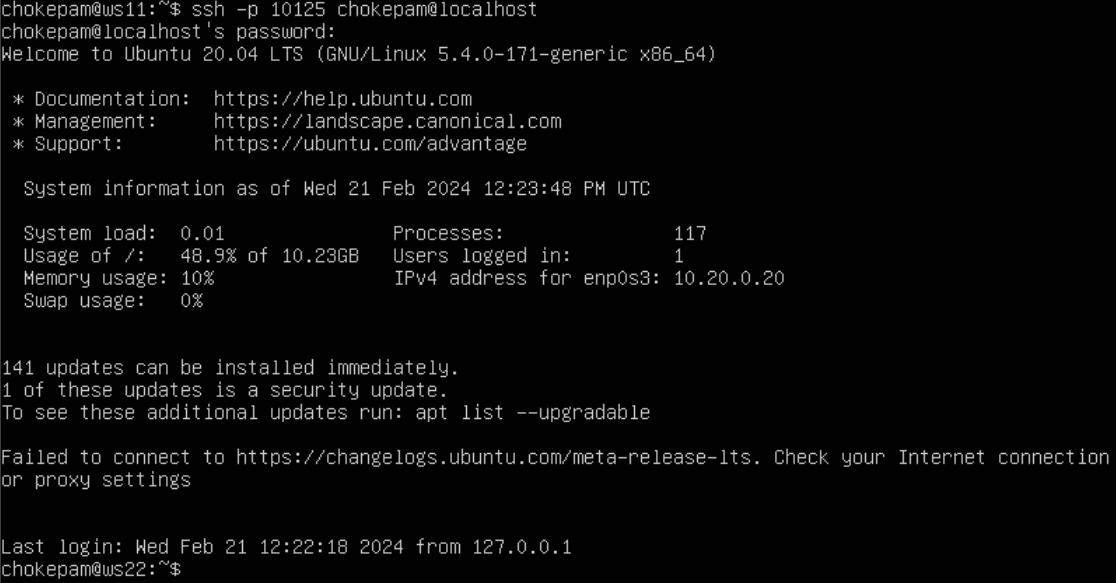 chokepam@ws11:~$ ssh -p 10125 chokepam@localhost
chokepam@localhost's password:
Welcome to Ubuntu 20.04 LTS (GNU/Linux 5.4.0-171-generic x86_64)
* Documentation: https://help.ubuntu.com
* Management: https://landscape.canonical.com
* Support: https://ubuntu.com/advantage
System information as of Wed 21 Feb 2024 12:23:48 PM UTC
System load: 0.01 Processes: 117
Usage of /: 48.9% of 10.23GB Users logged in: 1
Memory usage: 10% IPv4 address for enp0s3: 10.20.0.20
Swap usage: 0%
141 updates can be installed immediately.
1 of these updates is a security update.
To see these additional updates run: apt list --upgradable
Failed to connect to https://changelogs.ubuntu.com/meta-release-lts. Check your Internet connection
or proxy settings
Last login: Wed Feb 21 12:22:18 2024 from 127.0.0.1
chokepam@ws22:~$